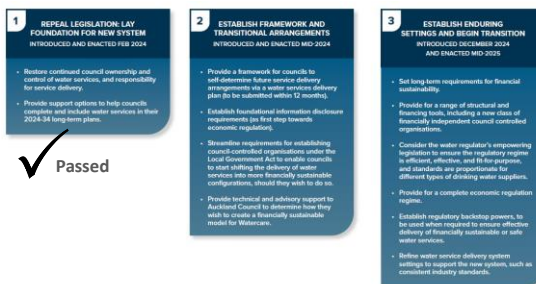 1
REPEAL LEGISLATION: LAY
FOUNDATION FOR NEW SYSTEM
INTRODUCED AND ENACTED FEB 2024
• Restore continued council ownership and
control of water services, and responsibility
for service delivery.
• Provide support options to help councils
complete and include water services in their
2024-34 long-term plans.
Passed
2
ESTABLISH FRAMEWORK AND
TRANSITIONAL ARRANGEMENTS
INTRODUCED AND ENACTED MID-2024
• Provide a framework for councils to
self-determine future service delivery
arrangements via a water services delivery
plan (to be submitted within 12 months).
• Establish foundational information disclosure
requirements (as first step towards
economic regulation).
• Streamline requirements for establishing
council-controlled organisations under the
Local Government Act to enable councils
to start shifting the delivery of water
services into more financially sustainable
configurations, should they wish to do so.
• Provide technical and advisory support to
Auckland Council to determine how they
wish to create a financially sustainable
model for Watercare.
3
ESTABLISH ENDURING
SETTINGS AND BEGIN TRANSITION
INTRODUCED DECEMBER 2024
AND ENACTED MID-2025
• Set long-term requirements for financial
sustainability.
• Provide for a range of structural and
financing tools, including a new class of
financially independent council controlled
organisations.
• Consider the water regulator's empowering
legislation to ensure the regulatory regime
is efficient, effective, and fit-for-purpose,
and standards are proportionate for
different types of drinking water suppliers.
• Provide for a complete economic regulation
regime.
• Establish regulatory backstop powers, to
be used when required to ensure effective
delivery of financially sustainable or safe
water services.
• Refine water service delivery system
settings to support the new system, such as
consistent industry standards.